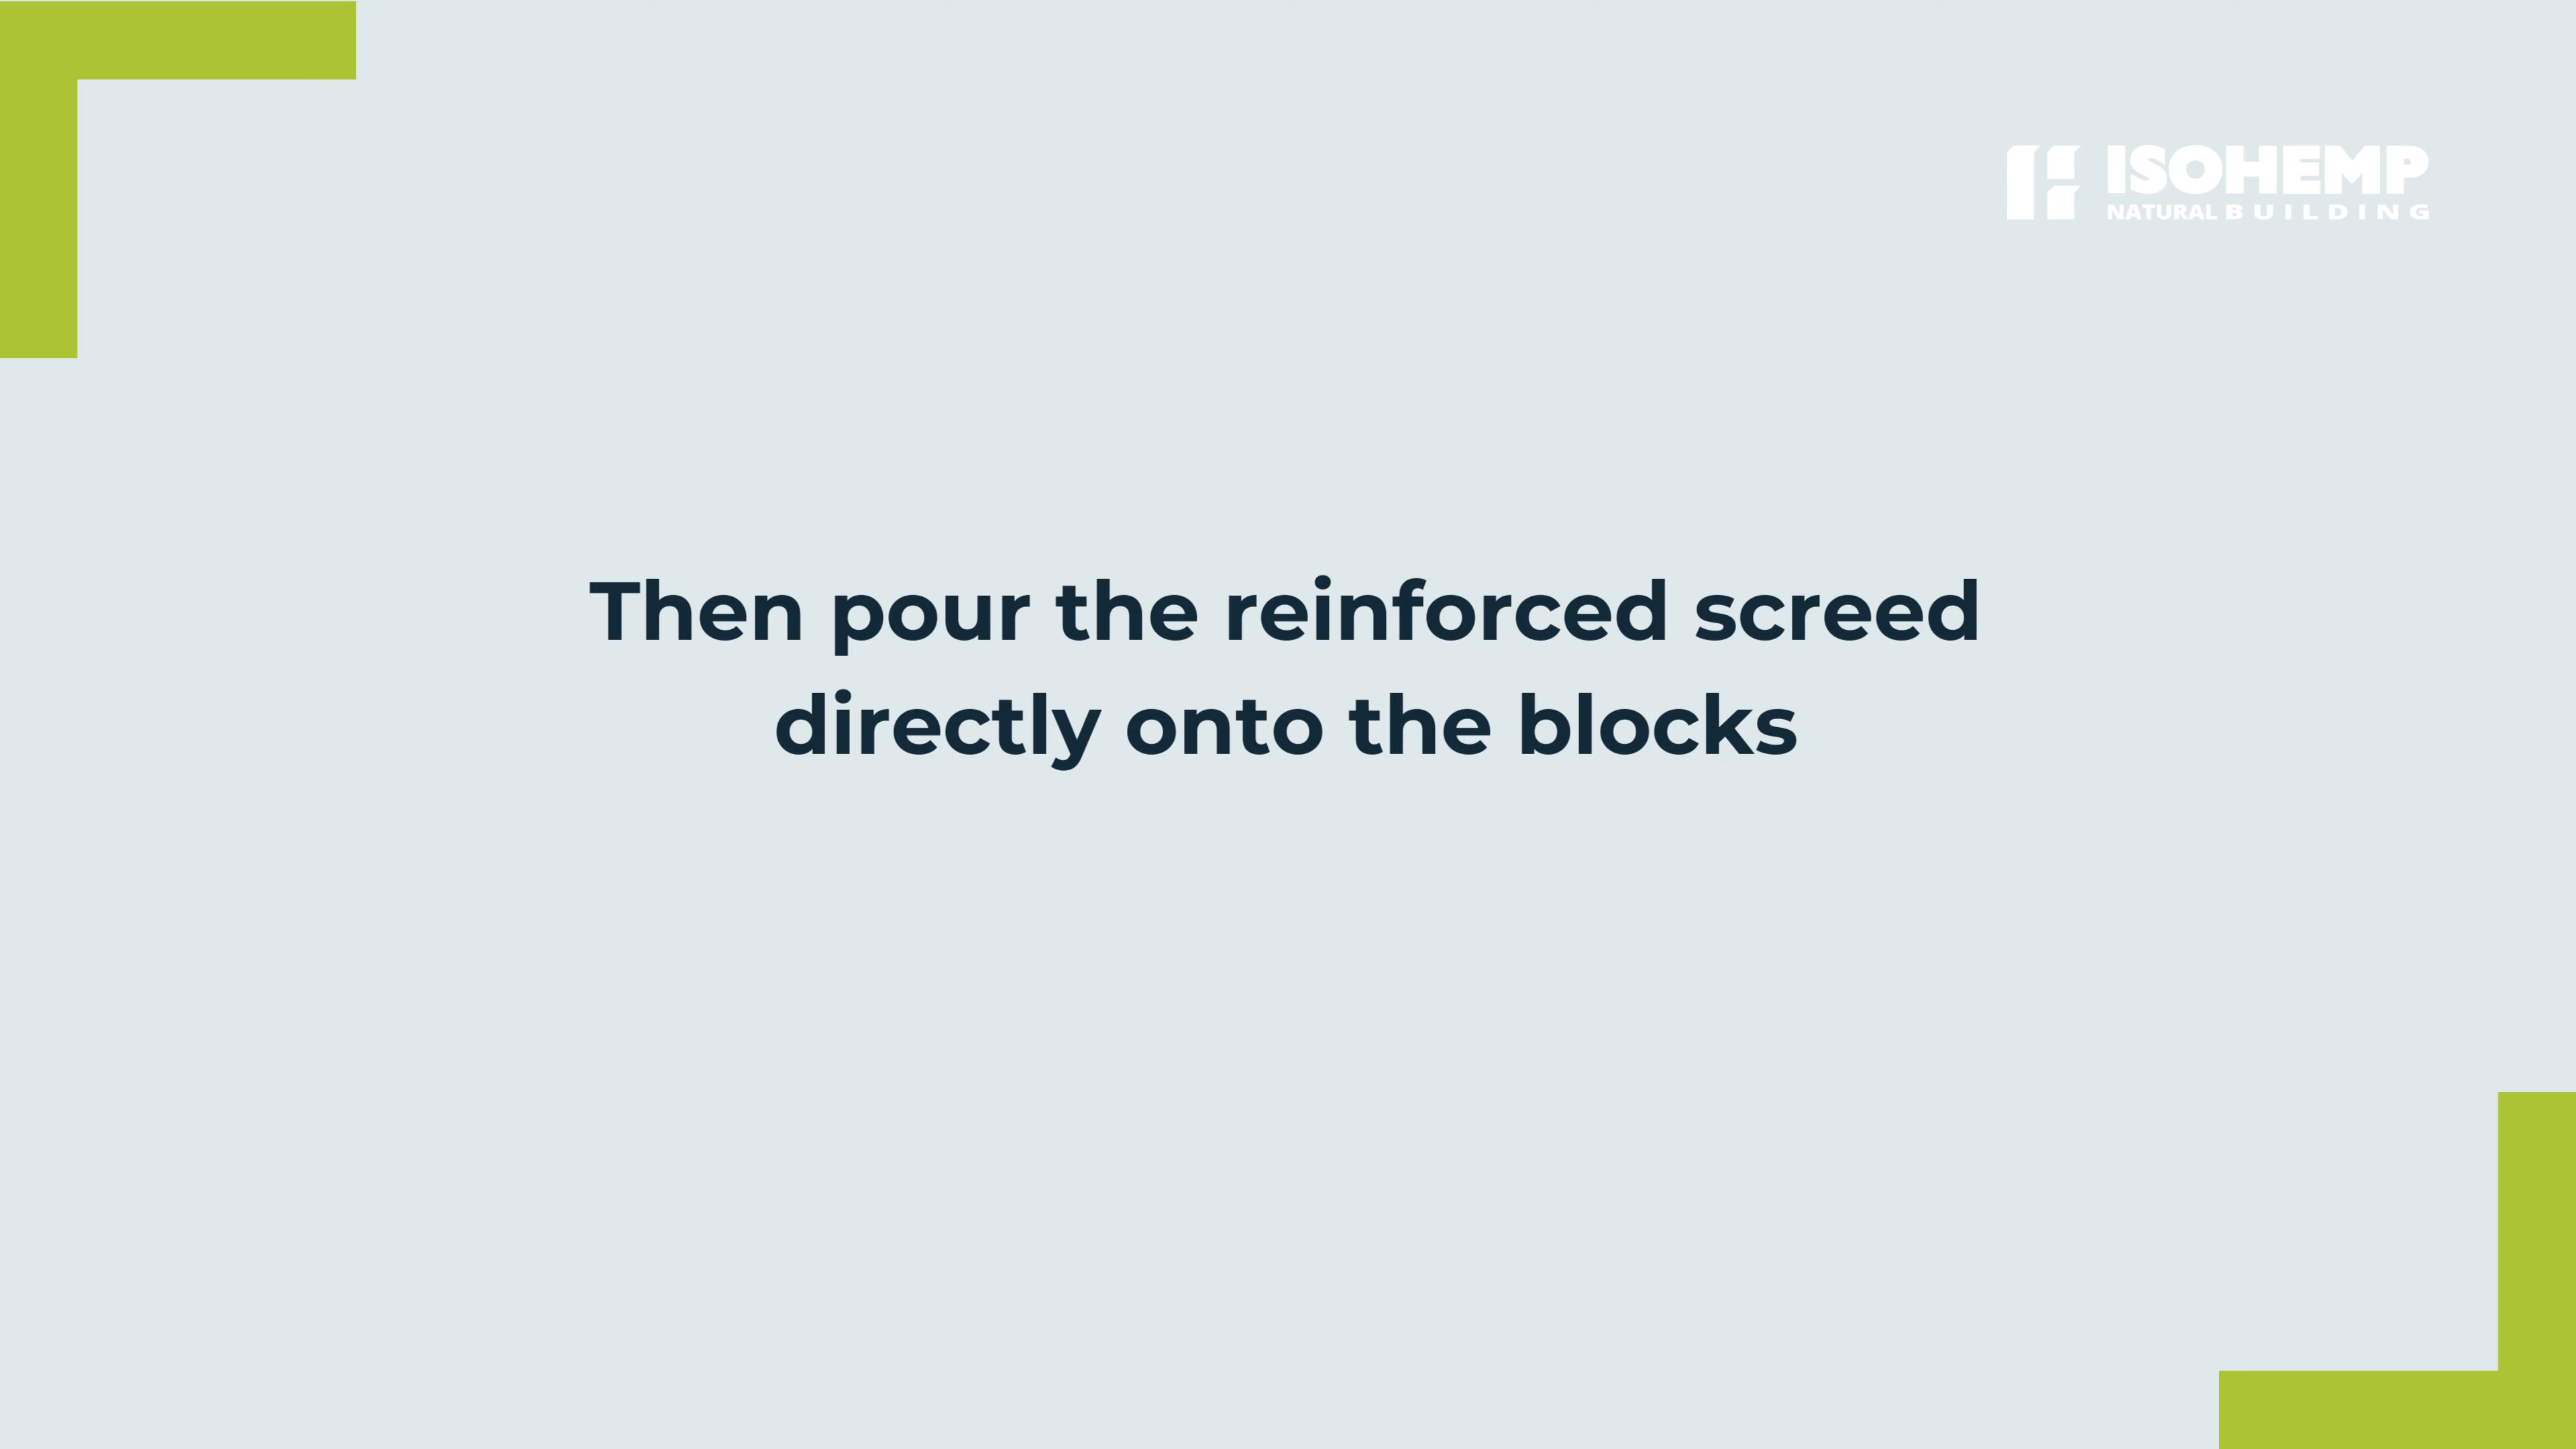 ISOHEMP
NATURAL BUILDING
Then pour the reinforced screed
directly onto the blocks